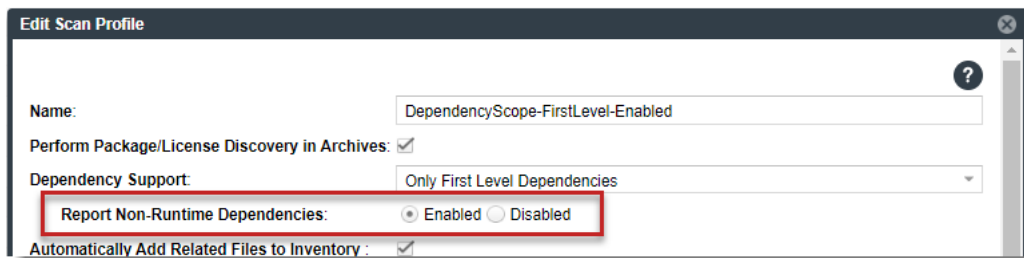 Edit Scan Profile
?
Name: DependencyScope-FirstLevel-Enabled
Perform Package/License Discovery in Archives:
Dependency Support: Only First Level Dependencies
Report Non-Runtime Dependencies: Enabled Disabled
Automatically Add Related Files to Inventory :